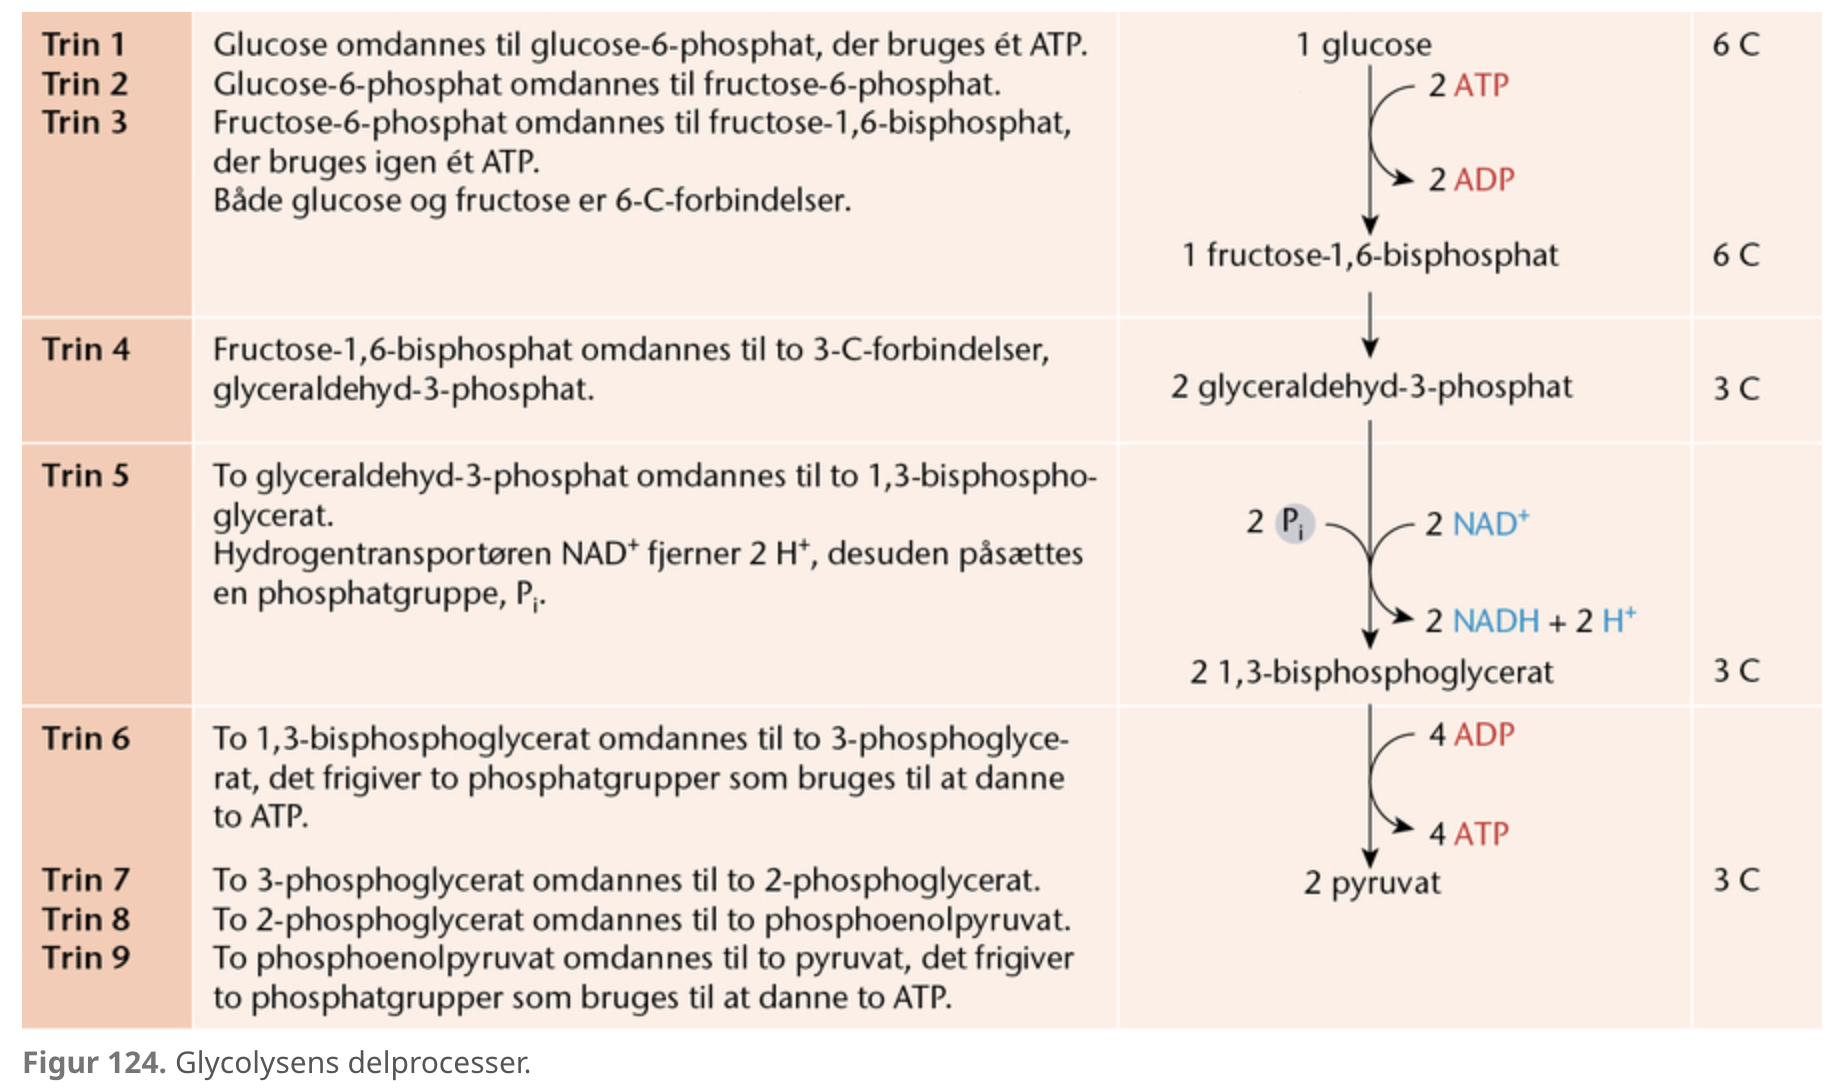 Trin 1 Glucose omdannes til glucose-6-phosphat, der bruges ét ATP.
Trin 2 Glucose-6-phosphat omdannes til fructose-6-phosphat.
Trin 3 Fructose-6-phosphat omdannes til fructose-1,6-bisphosphat,
der bruges igen ét ATP.
Både glucose og fructose er 6-C-forbindelser.
1 glucose 6 C
2 ATP
2 ADP
1 fructose-1,6-bisphosphat 6 C
Trin 4 Fructose-1,6-bisphosphat omdannes til to 3-C-forbindelser,
glyceraldehyd-3-phosphat.
2 glyceraldehyd-3-phosphat 3 C
Trin 5 To glyceraldehyd-3-phosphat omdannes til to 1,3-bisphospho-
glycerat.
Hydrogentransportøren NAD⁺ fjerner 2 H⁺, desuden påsættes
en phosphatgruppe, Pᵢ.
2 Pᵢ 2 NAD⁺
2 NADH + 2 H⁺
2 1,3-bisphosphoglycerat 3 C
Trin 6 To 1,3-bisphosphoglycerat omdannes til to 3-phosphoglyce-
rat, det frigiver to phosphatgrupper som bruges til at danne
to ATP.
Trin 7 To 3-phosphoglycerat omdannes til to 2-phosphoglycerat.
Trin 8 To 2-phosphoglycerat omdannes til to phosphoenolpyruvat.
Trin 9 To phosphoenolpyruvat omdannes til to pyruvat, det frigiver
to phosphatgrupper som bruges til at danne to ATP.
4 ADP
4 ATP
2 pyruvat 3 C
Figur 124. Glycolysens delprocesser.